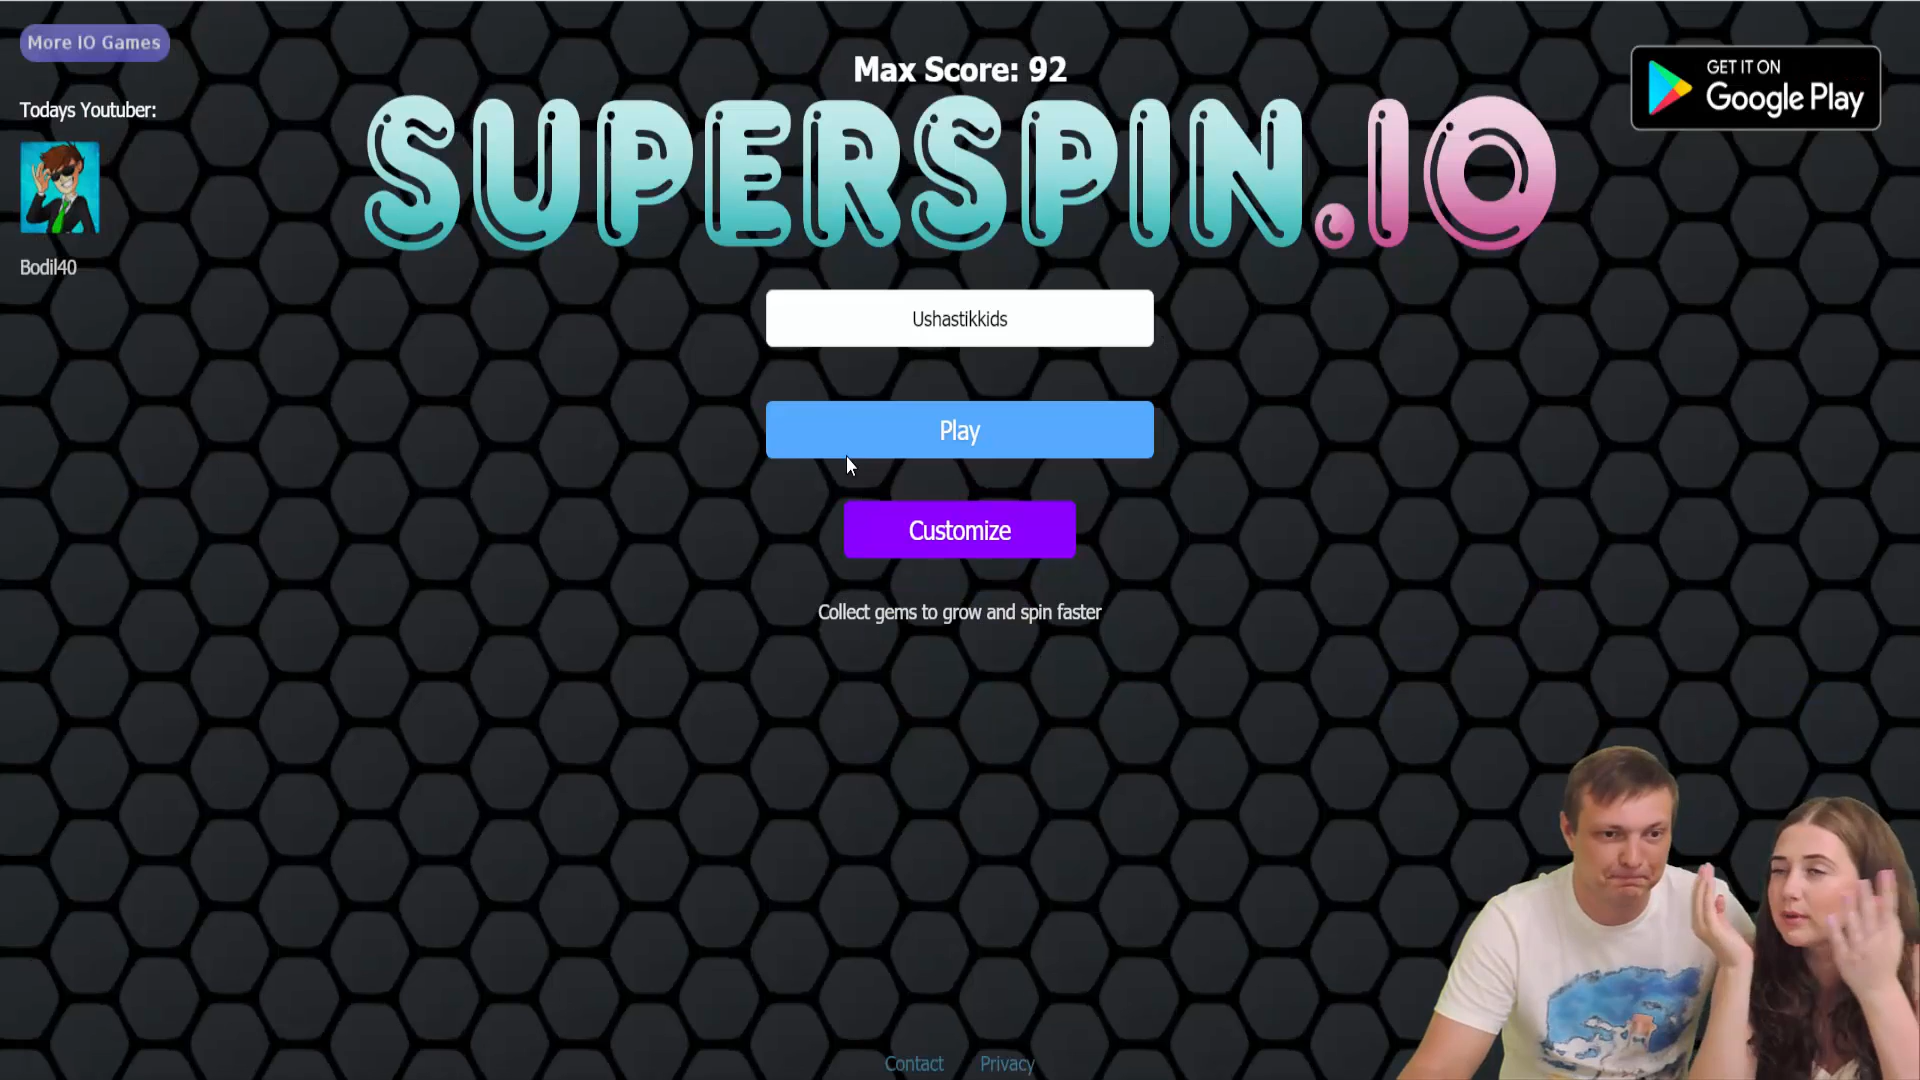 More IO Games
Todays Youtuber:
Bodil40
Max Score: 92
SUPERSPIN.IO
GET IT ON
Google Play
Ushastikkids
Play
Customize
Collect gems to grow and spin faster
Contact
Privacy